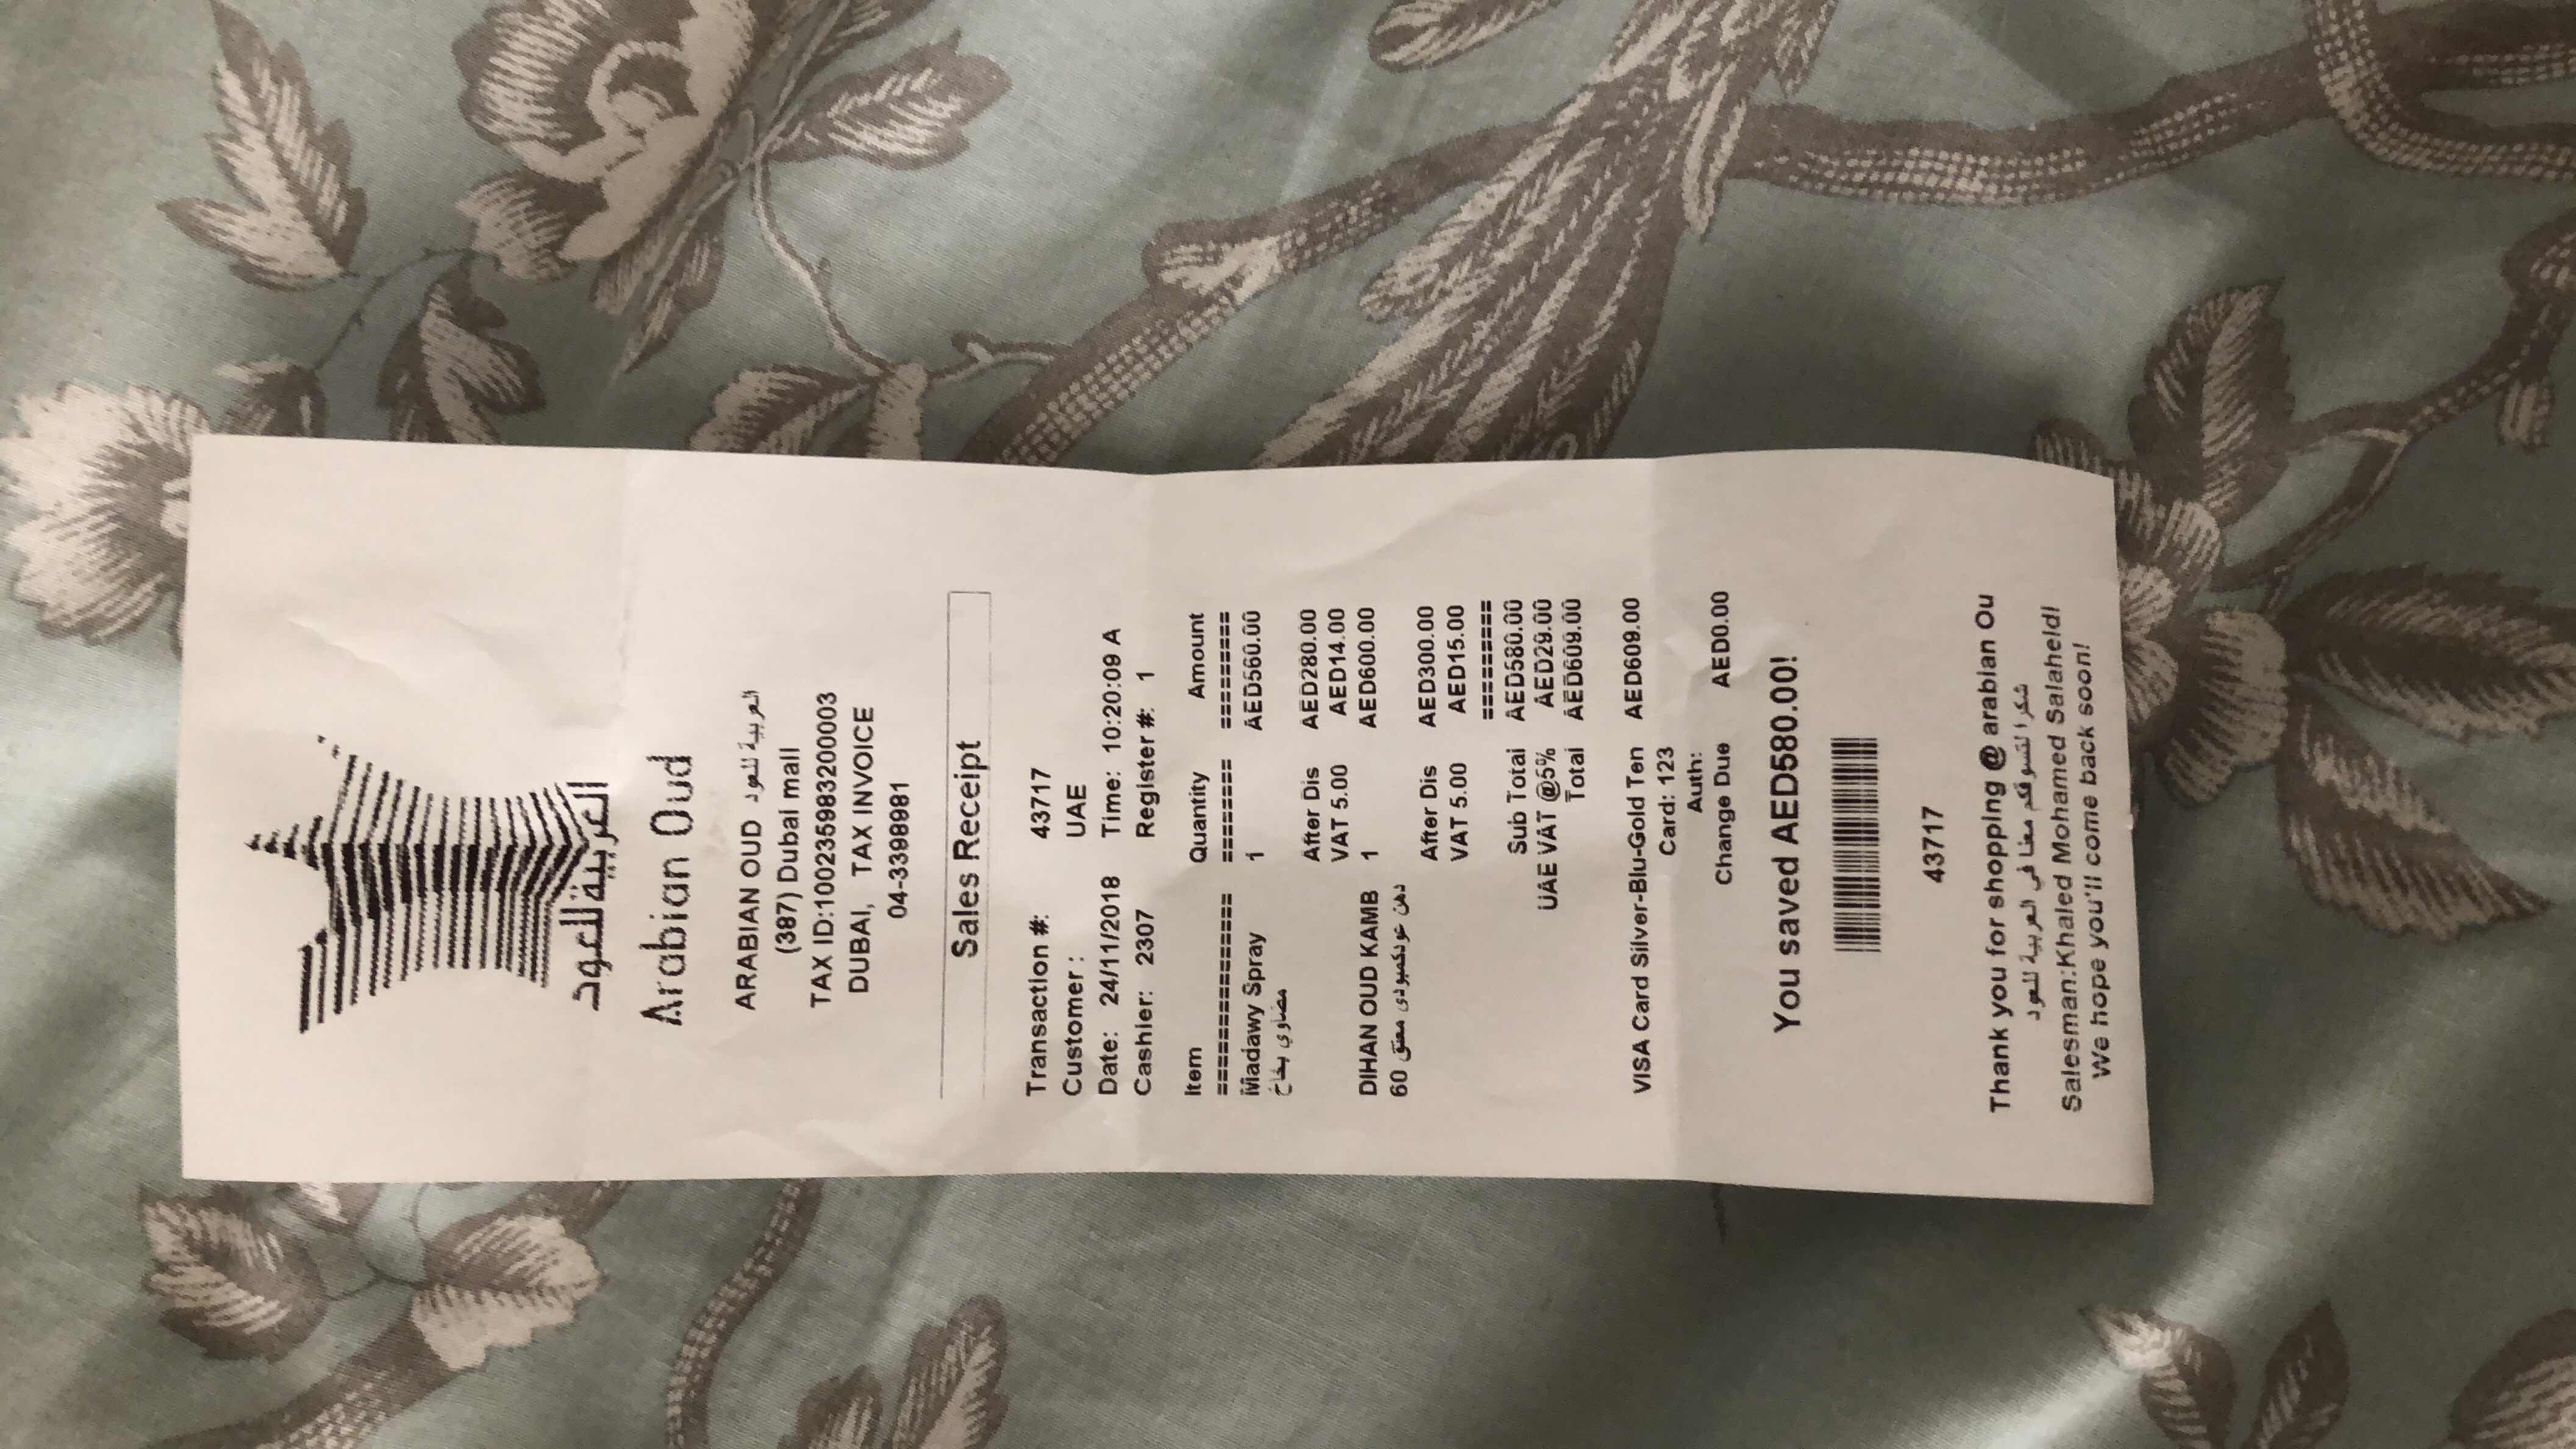 العربية للعود
Arabian Oud
ARABIAN OUD العربية للعود
(387) Dubai mall
TAX ID:100235983200003
DUBAI, TAX INVOICE
04-3398981
Sales Receipt
Transaction #: 43717
Customer : UAE
Date: 24/11/2018 Time: 10:20:09 A
Cashier: 2307 Register #: 1
Item Quantity Amount
=============== ======== =========
Madawy Spray 1 AED560.00
مضاوي بخاخ
After Dis AED280.00
VAT 5.00 AED14.00
DIHAN OUD KAMB 1 AED600.00
دهن عودكمبودى معتق 60
After Dis AED300.00
VAT 5.00 AED15.00
=========
Sub Total AED580.00
UAE VAT @5% AED29.00
Total AED609.00
VISA Card Silver-Blu-Gold Ten AED609.00
Card: 123
Auth:
Change Due AED0.00
You saved AED580.00!
43717
Thank you for shopping @ arabian Ou
شكرا لتسوقكم معنا في العربية للعود
Salesman:Khaled Mohamed Salaheldi
We hope you'll come back soon!